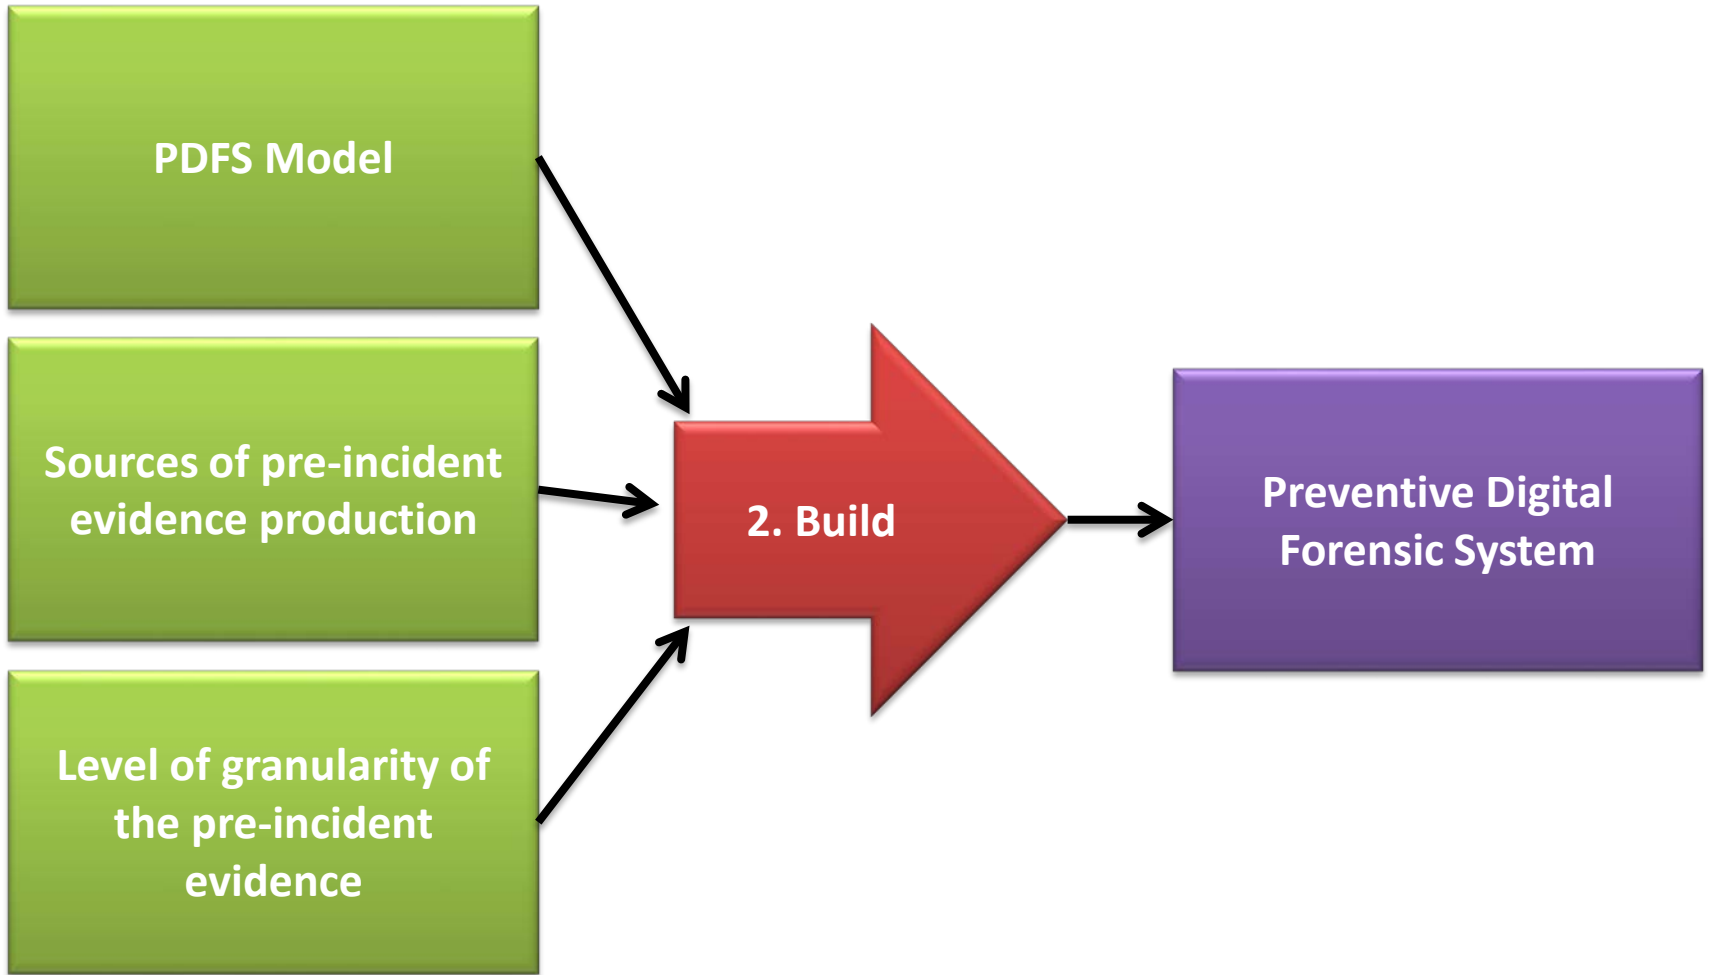 PDFS Model
Sources of pre-incident
evidence production
Level of granularity of
the pre-incident
evidence
2. Build
Preventive Digital
Forensic System